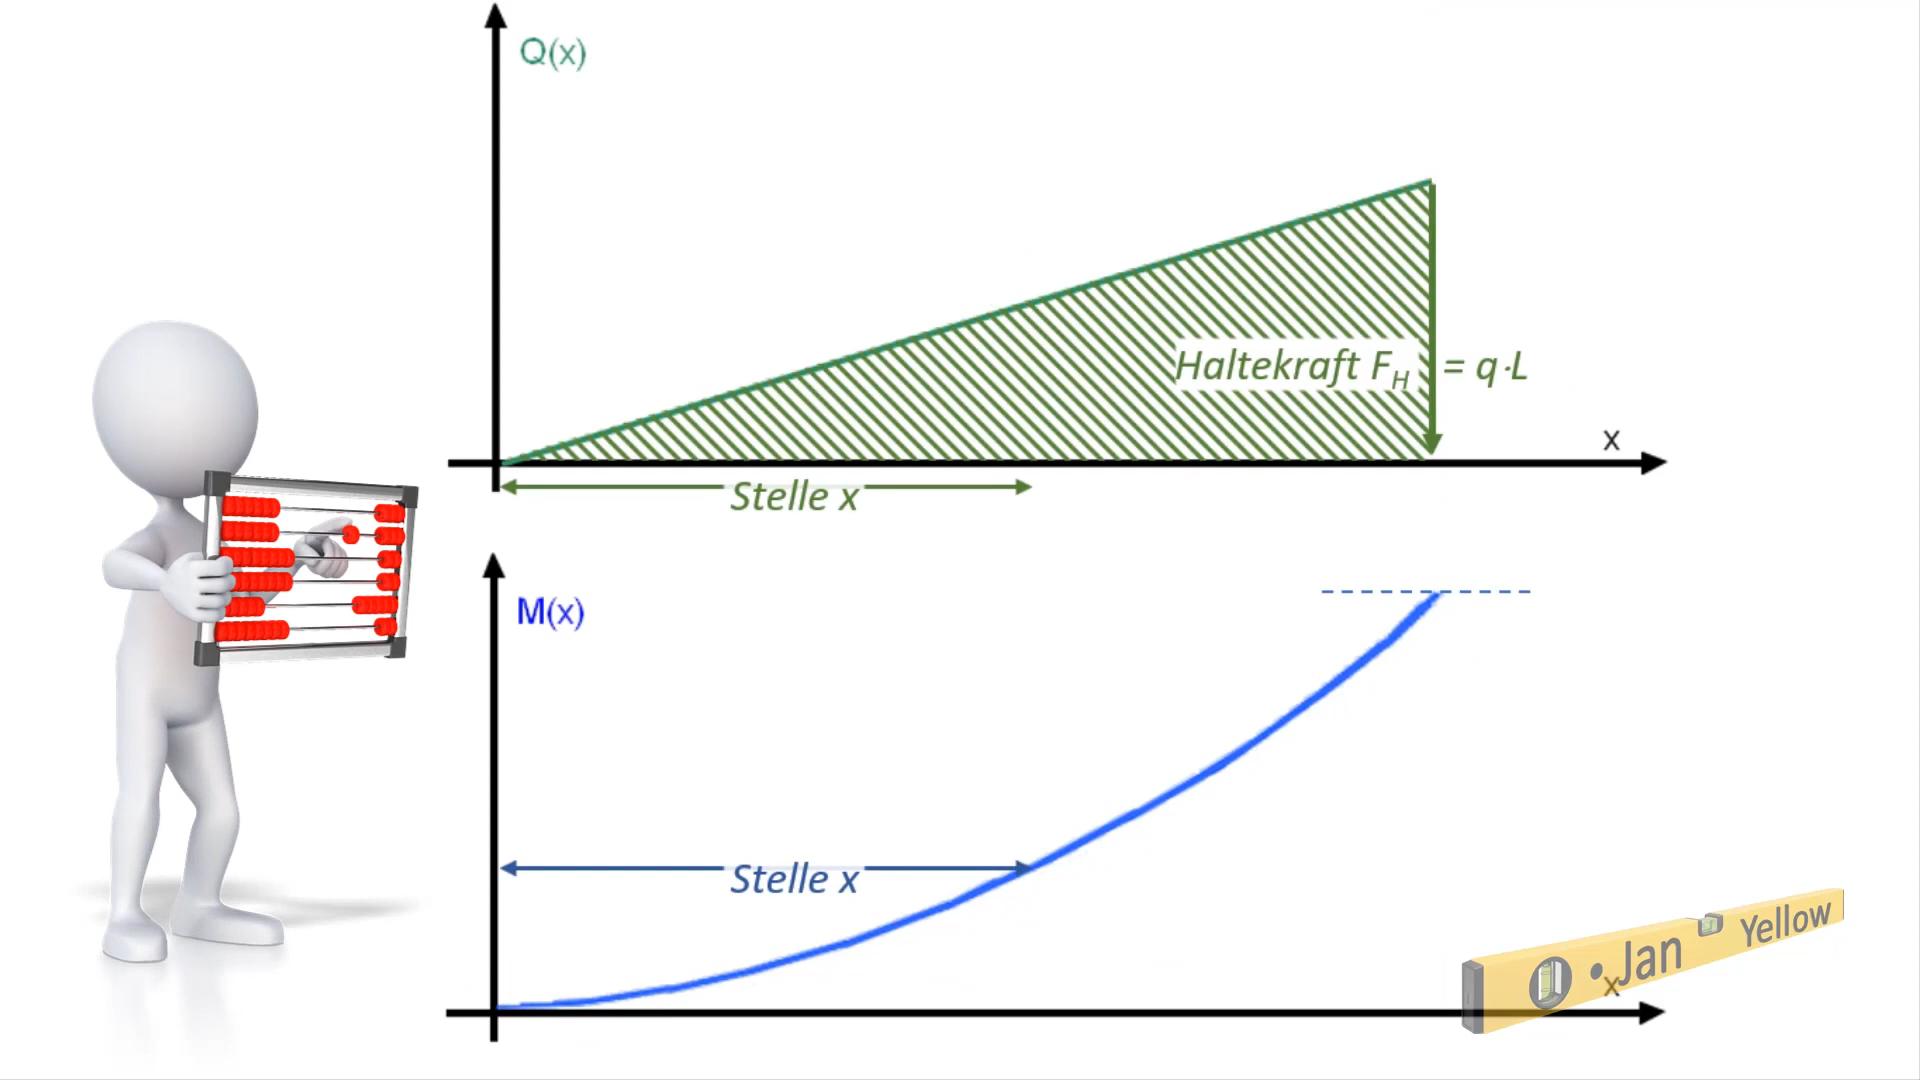 Q(x)
Haltekraft F_H = q·L
x
Stelle x
M(x)
Stelle x
x
• Jan Yellow